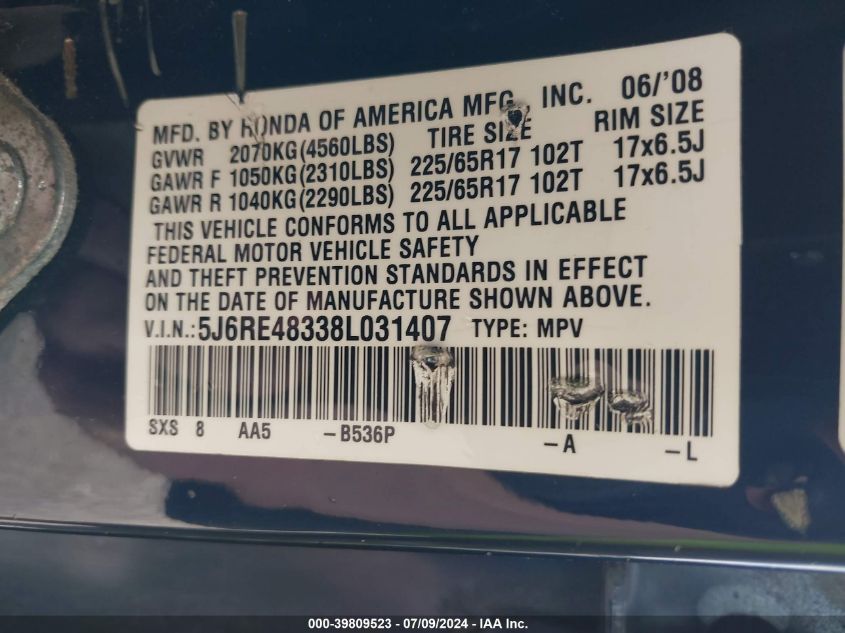 MFD. BY HONDA OF AMERICA MFG., INC. 06/'08
GVWR 2070KG(4560LBS) TIRE SIZE RIM SIZE
GAWR F 1050KG(2310LBS) 225/65R17 102T 17x6.5J
GAWR R 1040KG(2290LBS) 225/65R17 102T 17x6.5J
THIS VEHICLE CONFORMS TO ALL APPLICABLE
FEDERAL MOTOR VEHICLE SAFETY
AND THEFT PREVENTION STANDARDS IN EFFECT
ON THE DATE OF MANUFACTURE SHOWN ABOVE.
V.I.N.:5J6RE48338L031407 TYPE: MPV
SXS 8 AA5 -B536P -A -L
000-39809523 / 07/09/2024 - IAA Inc.